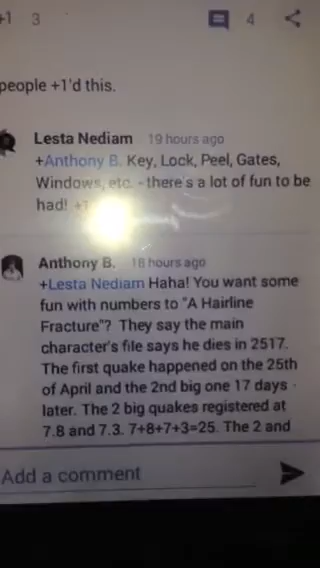 +1 3 4
people +1'd this.
Lesta Nediam 19 hours ago
+Anthony B. Key, Lock, Peel, Gates,
Windows, etc. - there's a lot of fun to be
had! +1
Anthony B. 18 hours ago
+Lesta Nediam Haha! You want some
fun with numbers to "A Hairline
Fracture"? They say the main
character's file says he dies in 2517.
The first quake happened on the 25th
of April and the 2nd big one 17 days
later. The 2 big quakes registered at
7.8 and 7.3. 7+8+7+3=25. The 2 and
Add a comment